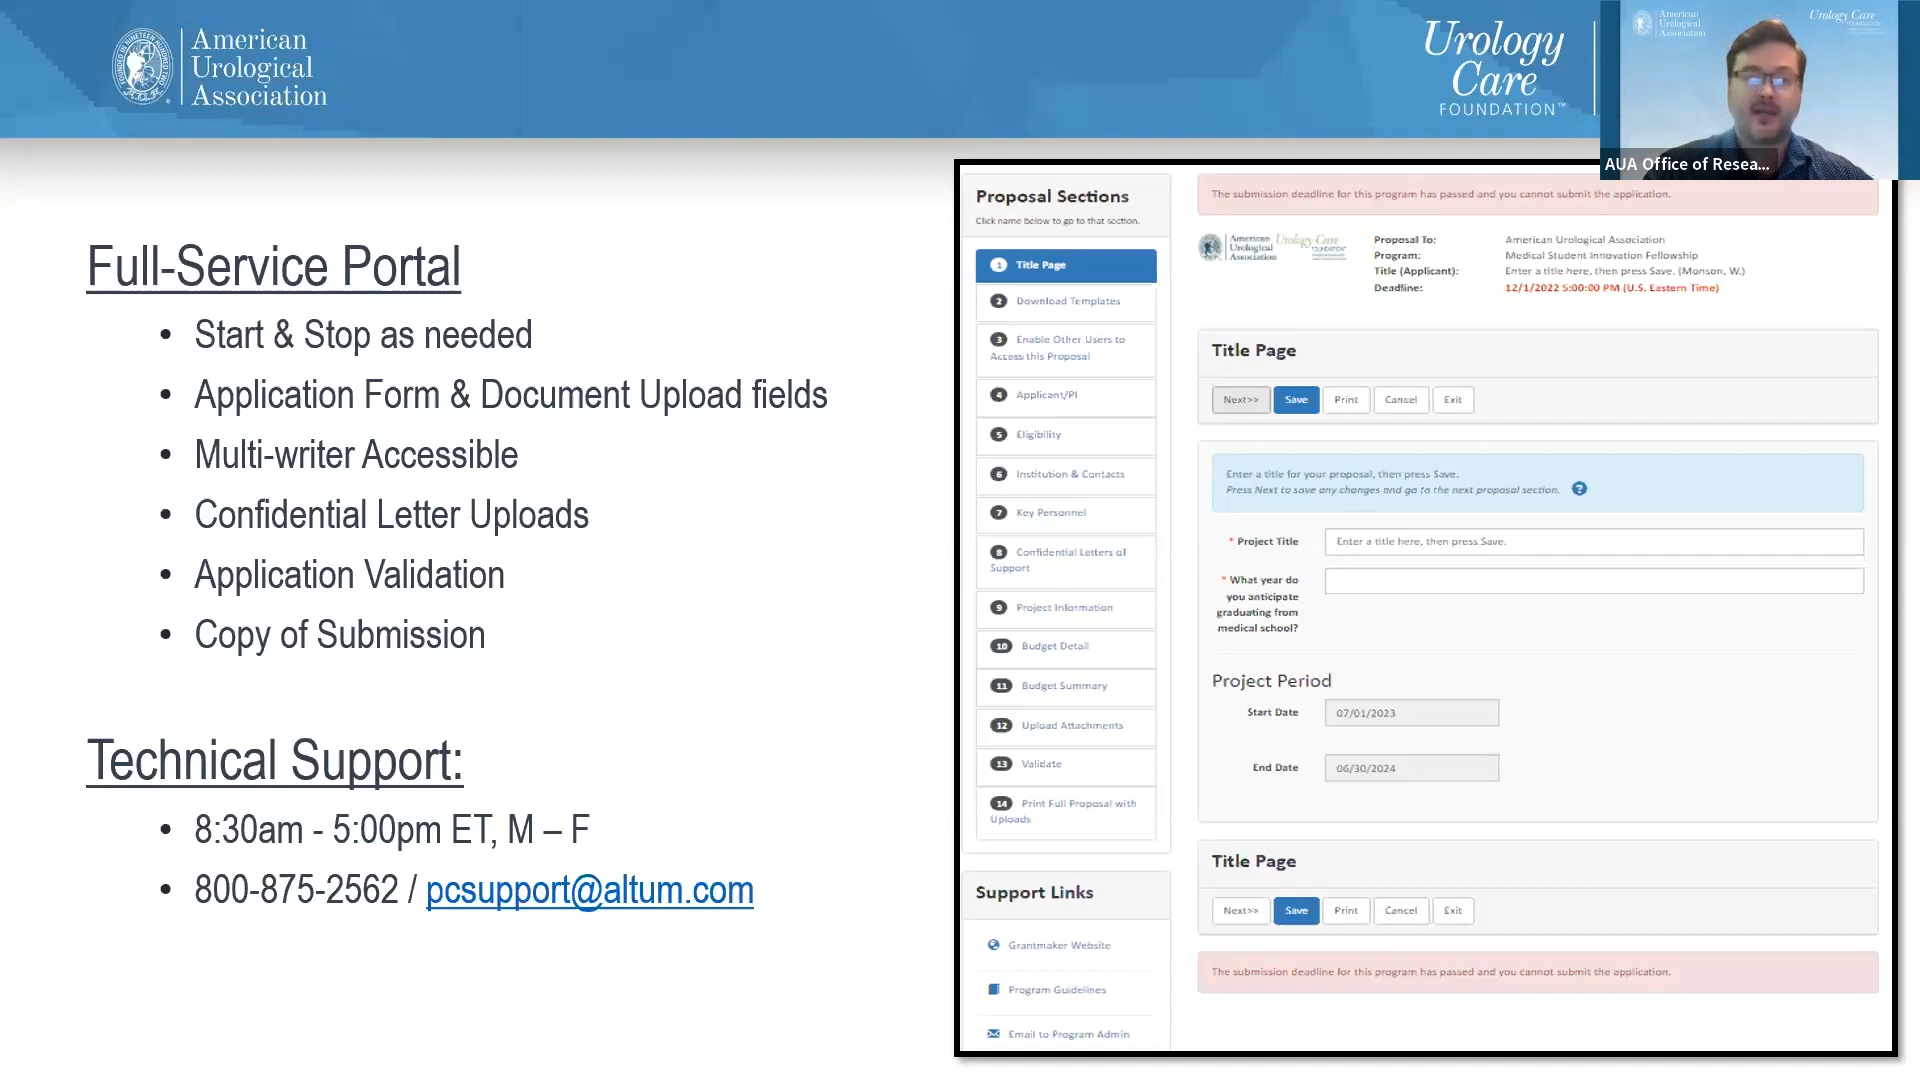 American
Urological
Association
Urology
Care
FOUNDATION™
American
Urological
Association
Urology Care
AUA Office of Resea...
Full-Service Portal
• Start & Stop as needed
• Application Form & Document Upload fields
• Multi-writer Accessible
• Confidential Letter Uploads
• Application Validation
• Copy of Submission
Technical Support:
• 8:30am - 5:00pm ET, M – F
• 800-875-2562 / pcsupport@altum.com
Proposal Sections
Click name below to go to that section.
1 Title Page
2 Download Templates
3 Enable Other Users to
Access this Proposal
4 Applicant/PI
5 Eligibility
6 Institution & Contacts
7 Key Personnel
8 Confidential Letters of
Support
9 Project Information
10 Budget Detail
11 Budget Summary
12 Upload Attachments
13 Validate
14 Print Full Proposal with
Uploads
Support Links
Grantmaker Website
Program Guidelines
Email to Program Admin
The submission deadline for this program has passed and you cannot submit the application.
American
Urological
Association
Urology Care
FOUNDATION
Proposal To: American Urological Association
Program: Medical Student Innovation Fellowship
Title (Applicant): Enter a title here, then press Save. (Monson, W.)
Deadline: 12/1/2022 5:00:00 PM (U.S. Eastern Time)
Title Page
Next>> Save Print Cancel Exit
Enter a title for your proposal, then press Save.
Press Next to save any changes and go to the next proposal section. ?
* Project Title Enter a title here, then press Save.
* What year do
you anticipate
graduating from
medical school?
Project Period
Start Date 07/01/2023
End Date 06/30/2024
Title Page
Next>> Save Print Cancel Exit
The submission deadline for this program has passed and you cannot submit the application.